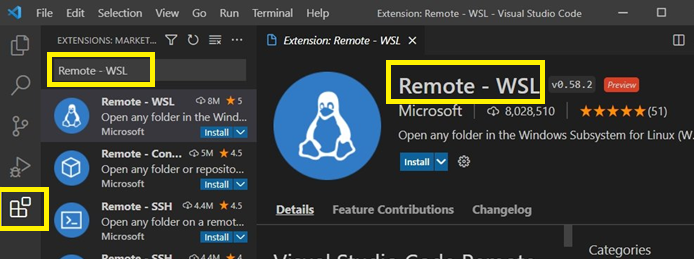 File Edit Selection View Go Run Terminal Help Extension: Remote - WSL - Visual Studio Code
EXTENSIONS: MARKET...
Remote - WSL
Remote - WSL 8M 5
Open any folder in the Wind...
Microsoft Install
Remote - Con... 5M 4.5
Open any folder or reposito...
Microsoft Install
Remote - SSH 4.4M 4.5
Open any folder on a remot...
Microsoft Install
Remote - SSH 4.4M 4
Extension: Remote - WSL
Remote - WSL v0.58.2 Preview
Microsoft 8,028,510 (51)
Open any folder in the Windows Subsystem for Linux (W
Install
Details Feature Contributions Changelog
Visual Studio Code Remote
Categories